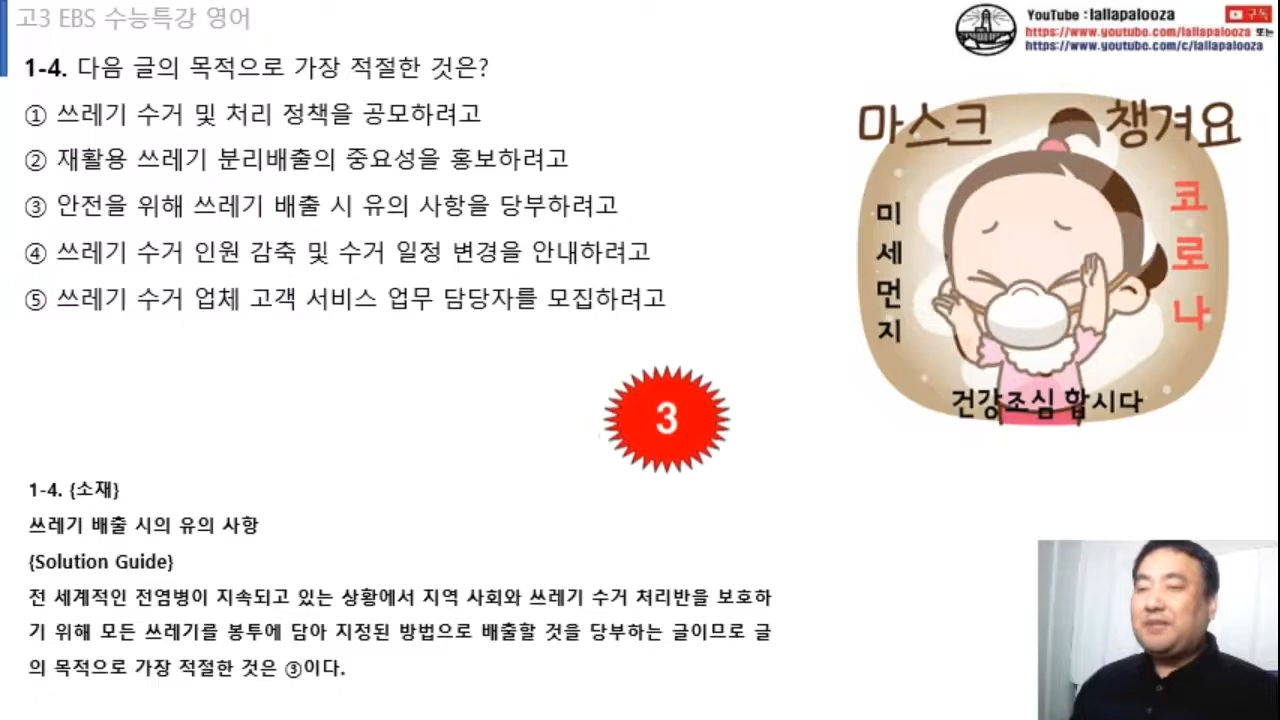 고3 EBS 수능특강 영어
YouTube : lallapalooza
구독
https://www.youtube.com/lallapalooza 또는
https://www.youtube.com/c/lallapalooza
1-4. 다음 글의 목적으로 가장 적절한 것은?
① 쓰레기 수거 및 처리 정책을 공모하려고
② 재활용 쓰레기 분리배출의 중요성을 홍보하려고
③ 안전을 위해 쓰레기 배출 시 유의 사항을 당부하려고
④ 쓰레기 수거 인원 감축 및 수거 일정 변경을 안내하려고
⑤ 쓰레기 수거 업체 고객 서비스 업무 담당자를 모집하려고
마스크 챙겨요
미세먼지
코로나
건강조심 합시다
3
1-4. {소재}
쓰레기 배출 시의 유의 사항
{Solution Guide}
전 세계적인 전염병이 지속되고 있는 상황에서 지역 사회와 쓰레기 수거 처리반을 보호하
기 위해 모든 쓰레기를 봉투에 담아 지정된 방법으로 배출할 것을 당부하는 글이므로 글
의 목적으로 가장 적절한 것은 ③이다.